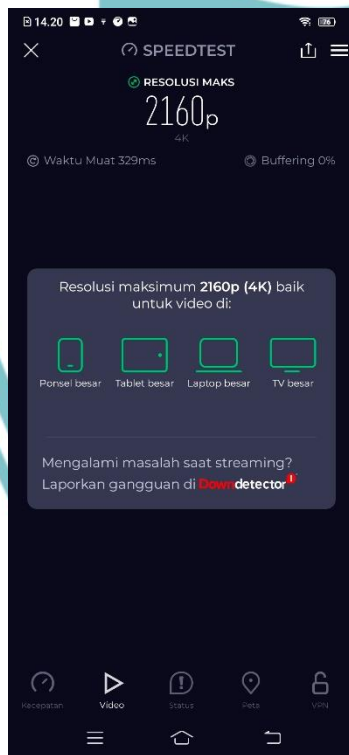 14.20
76
SPEEDTEST
RESOLUSI MAKS
2160p
4K
Waktu Muat 329ms
Buffering 0%
Resolusi maksimum 2160p (4K) baik
untuk video di:
Ponsel besar
Tablet besar
Laptop besar
TV besar
Mengalami masalah saat streaming?
Laporkan gangguan di Downdetector
Kecepatan
Video
Status
Peta
VPN